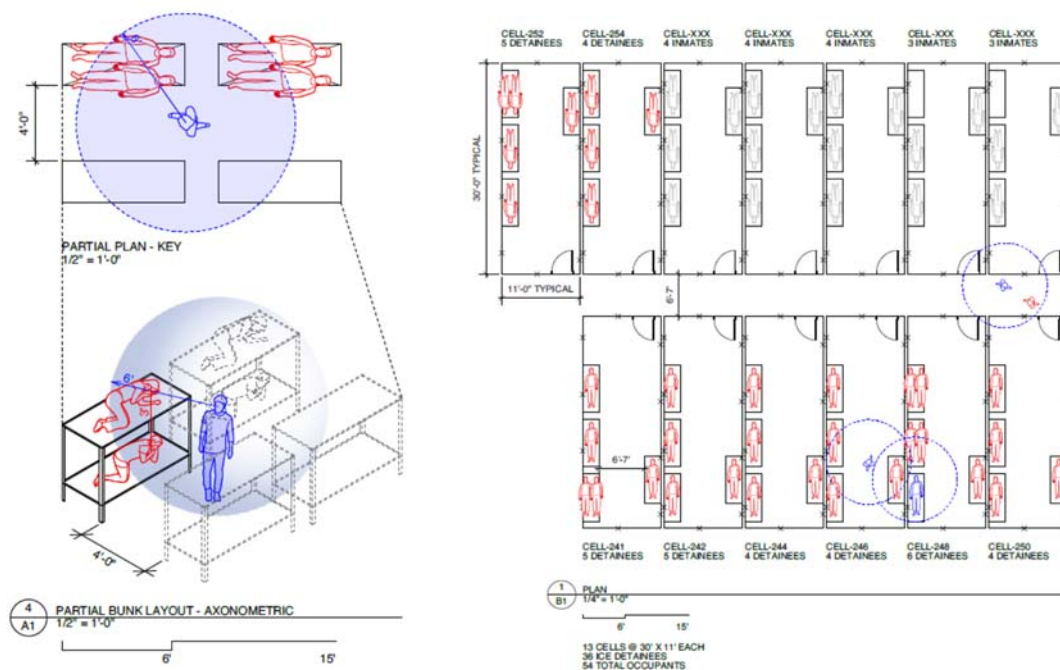 4'-0"
PARTIAL PLAN - KEY
1/2" = 1'-0"
6'
4'-0"
4
A1
PARTIAL BUNK LAYOUT - AXONOMETRIC
1/2" = 1'-0"
6'
15'
CELL-252
5 DETAINEES
CELL-254
4 DETAINEES
CELL-XXX
4 INMATES
CELL-XXX
4 INMATES
CELL-XXX
4 INMATES
CELL-XXX
3 INMATES
CELL-XXX
3 INMATES
30'-0" TYPICAL
11'-0" TYPICAL
6'-7"
6'-7"
CELL-241
5 DETAINEES
CELL-242
5 DETAINEES
CELL-244
4 DETAINEES
CELL-246
4 DETAINEES
CELL-248
6 DETAINEES
CELL-250
4 DETAINEES
1
B1
PLAN
1/4" = 1'-0"
6'
15'
13 CELLS @ 30' X 11' EACH
36 ICE DETAINEES
54 TOTAL OCCUPANTS